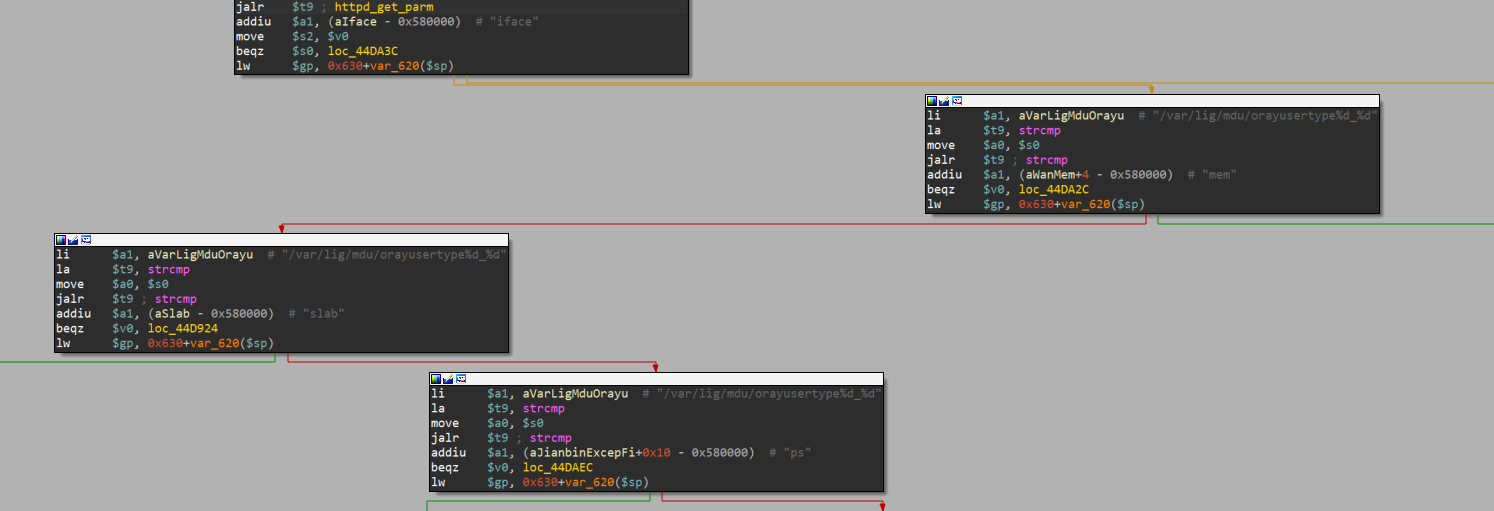 jalr $t9 ; httpd_get_parm
addiu $a1, (aIface - 0x580000) # "iface"
move $s2, $v0
beqz $s0, loc_44DA3C
lw $gp, 0x630+var_620($sp)
li $a1, aVarLigMduOrayu # "/var/lig/mdu/orayusertype%d_%d"
la $t9, strcmp
move $a0, $s0
jalr $t9 ; strcmp
addiu $a1, (aWanMem+4 - 0x580000) # "mem"
beqz $v0, loc_44DA2C
lw $gp, 0x630+var_620($sp)
li $a1, aVarLigMduOrayu # "/var/lig/mdu/orayusertype%d_%d"
la $t9, strcmp
move $a0, $s0
jalr $t9 ; strcmp
addiu $a1, (aSlab - 0x580000) # "slab"
beqz $v0, loc_44D924
lw $gp, 0x630+var_620($sp)
li $a1, aVarLigMduOrayu # "/var/lig/mdu/orayusertype%d_%d"
la $t9, strcmp
move $a0, $s0
jalr $t9 ; strcmp
addiu $a1, (aJianbinExcepFi+0x10 - 0x580000) # "ps"
beqz $v0, loc_44DAEC
lw $gp, 0x630+var_620($sp)